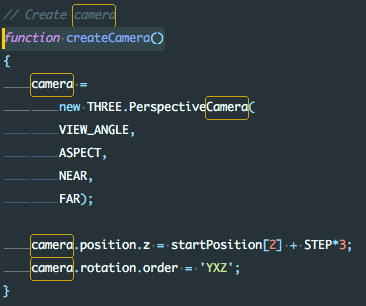 // Create camera
function createCamera()
{
camera =
new THREE.PerspectiveCamera(
VIEW_ANGLE,
ASPECT,
NEAR,
FAR);
camera.position.z = startPosition[2] + STEP*3;
camera.rotation.order = 'YXZ';
}